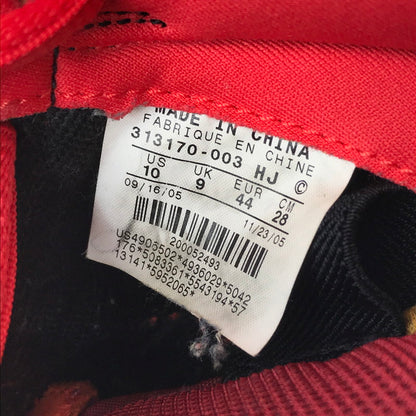 MADE IN CHINA
FABRIQUE EN CHINE
313170-003 HJ ©
US UK EUR CM
10 9 44 28
09/16/05 11/23/05
200052493
US4905502*4936029*5042
176*5083361*5543194*57
13141*5952065*